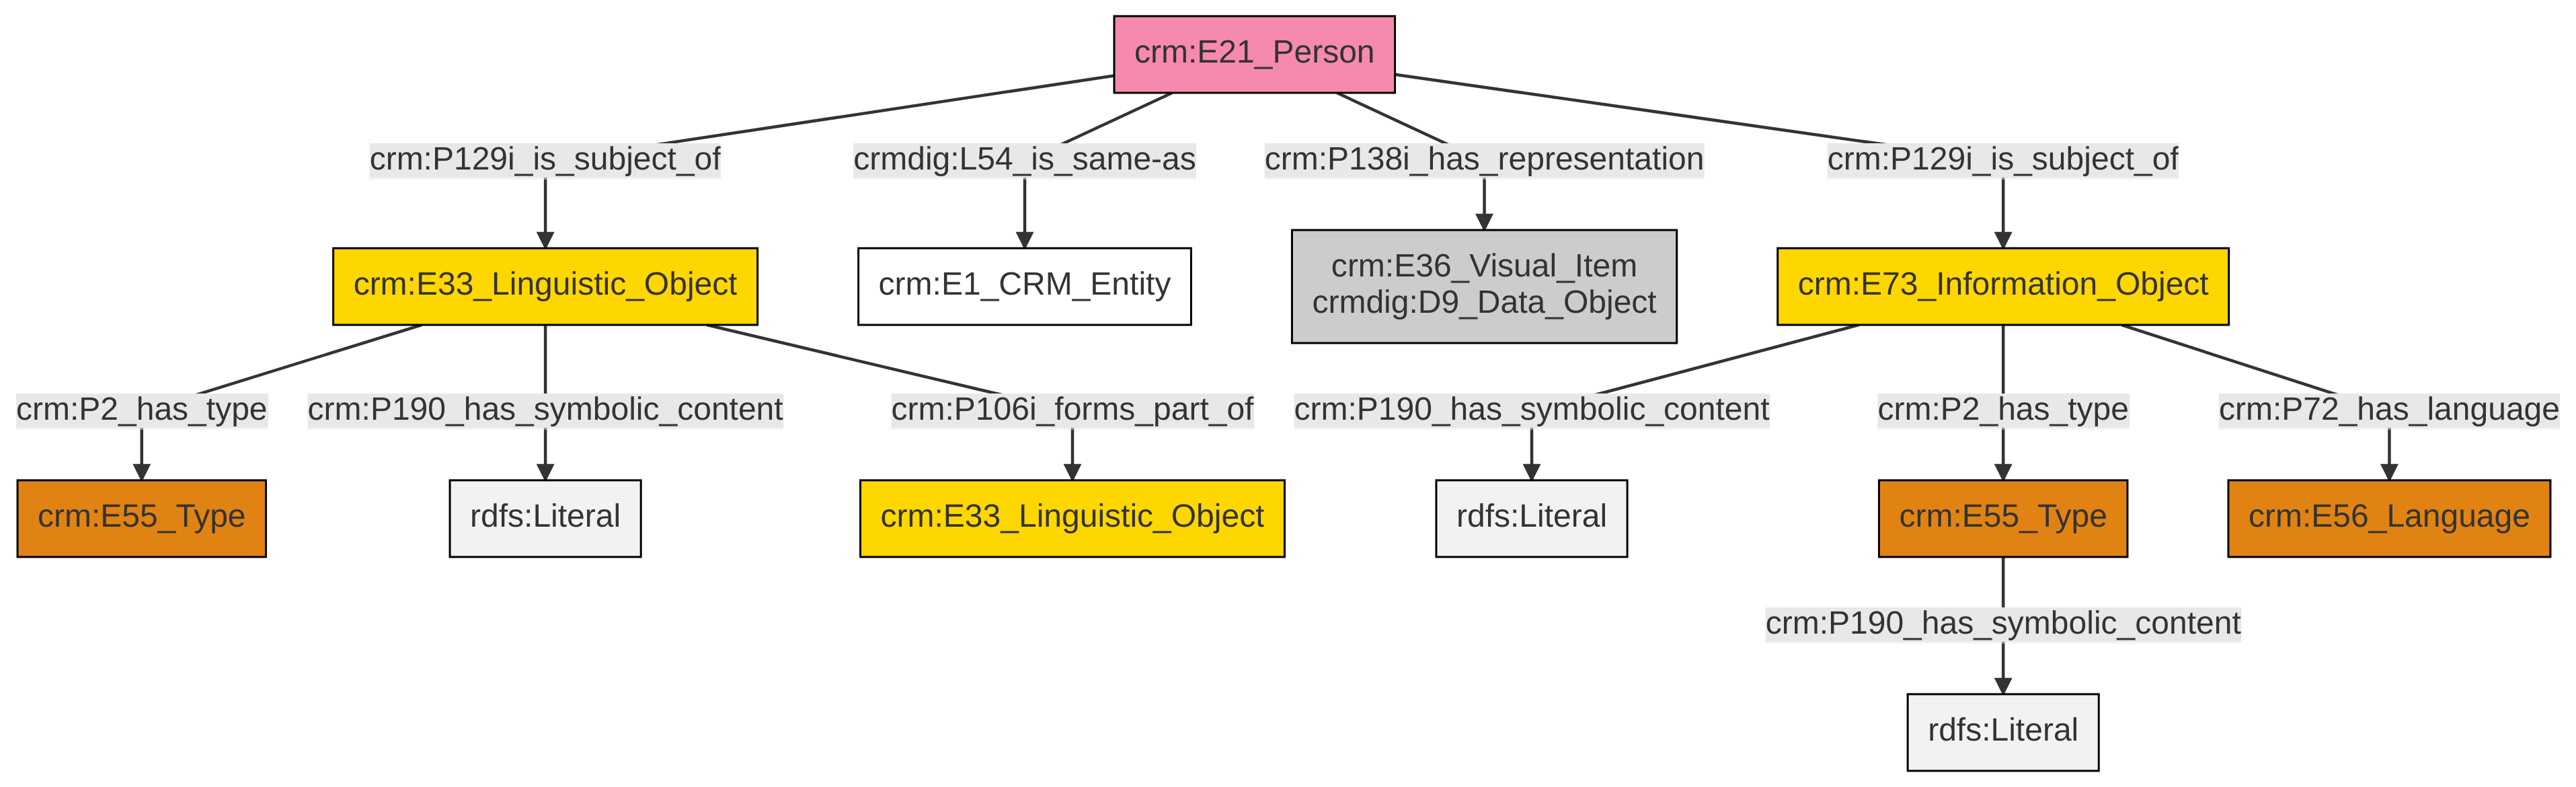 crm:E21_Person
crm:P129i_is_subject_of
crmdig:L54_is_same-as
crm:P138i_has_representation
crm:P129i_is_subject_of
crm:E33_Linguistic_Object
crm:E1_CRM_Entity
crm:E36_Visual_Item
crmdig:D9_Data_Object
crm:E73_Information_Object
crm:P2_has_type
crm:P190_has_symbolic_content
crm:P106i_forms_part_of
crm:P190_has_symbolic_content
crm:P2_has_type
crm:P72_has_language
crm:E55_Type
rdfs:Literal
crm:E33_Linguistic_Object
rdfs:Literal
crm:E55_Type
crm:E56_Language
crm:P190_has_symbolic_content
rdfs:Literal